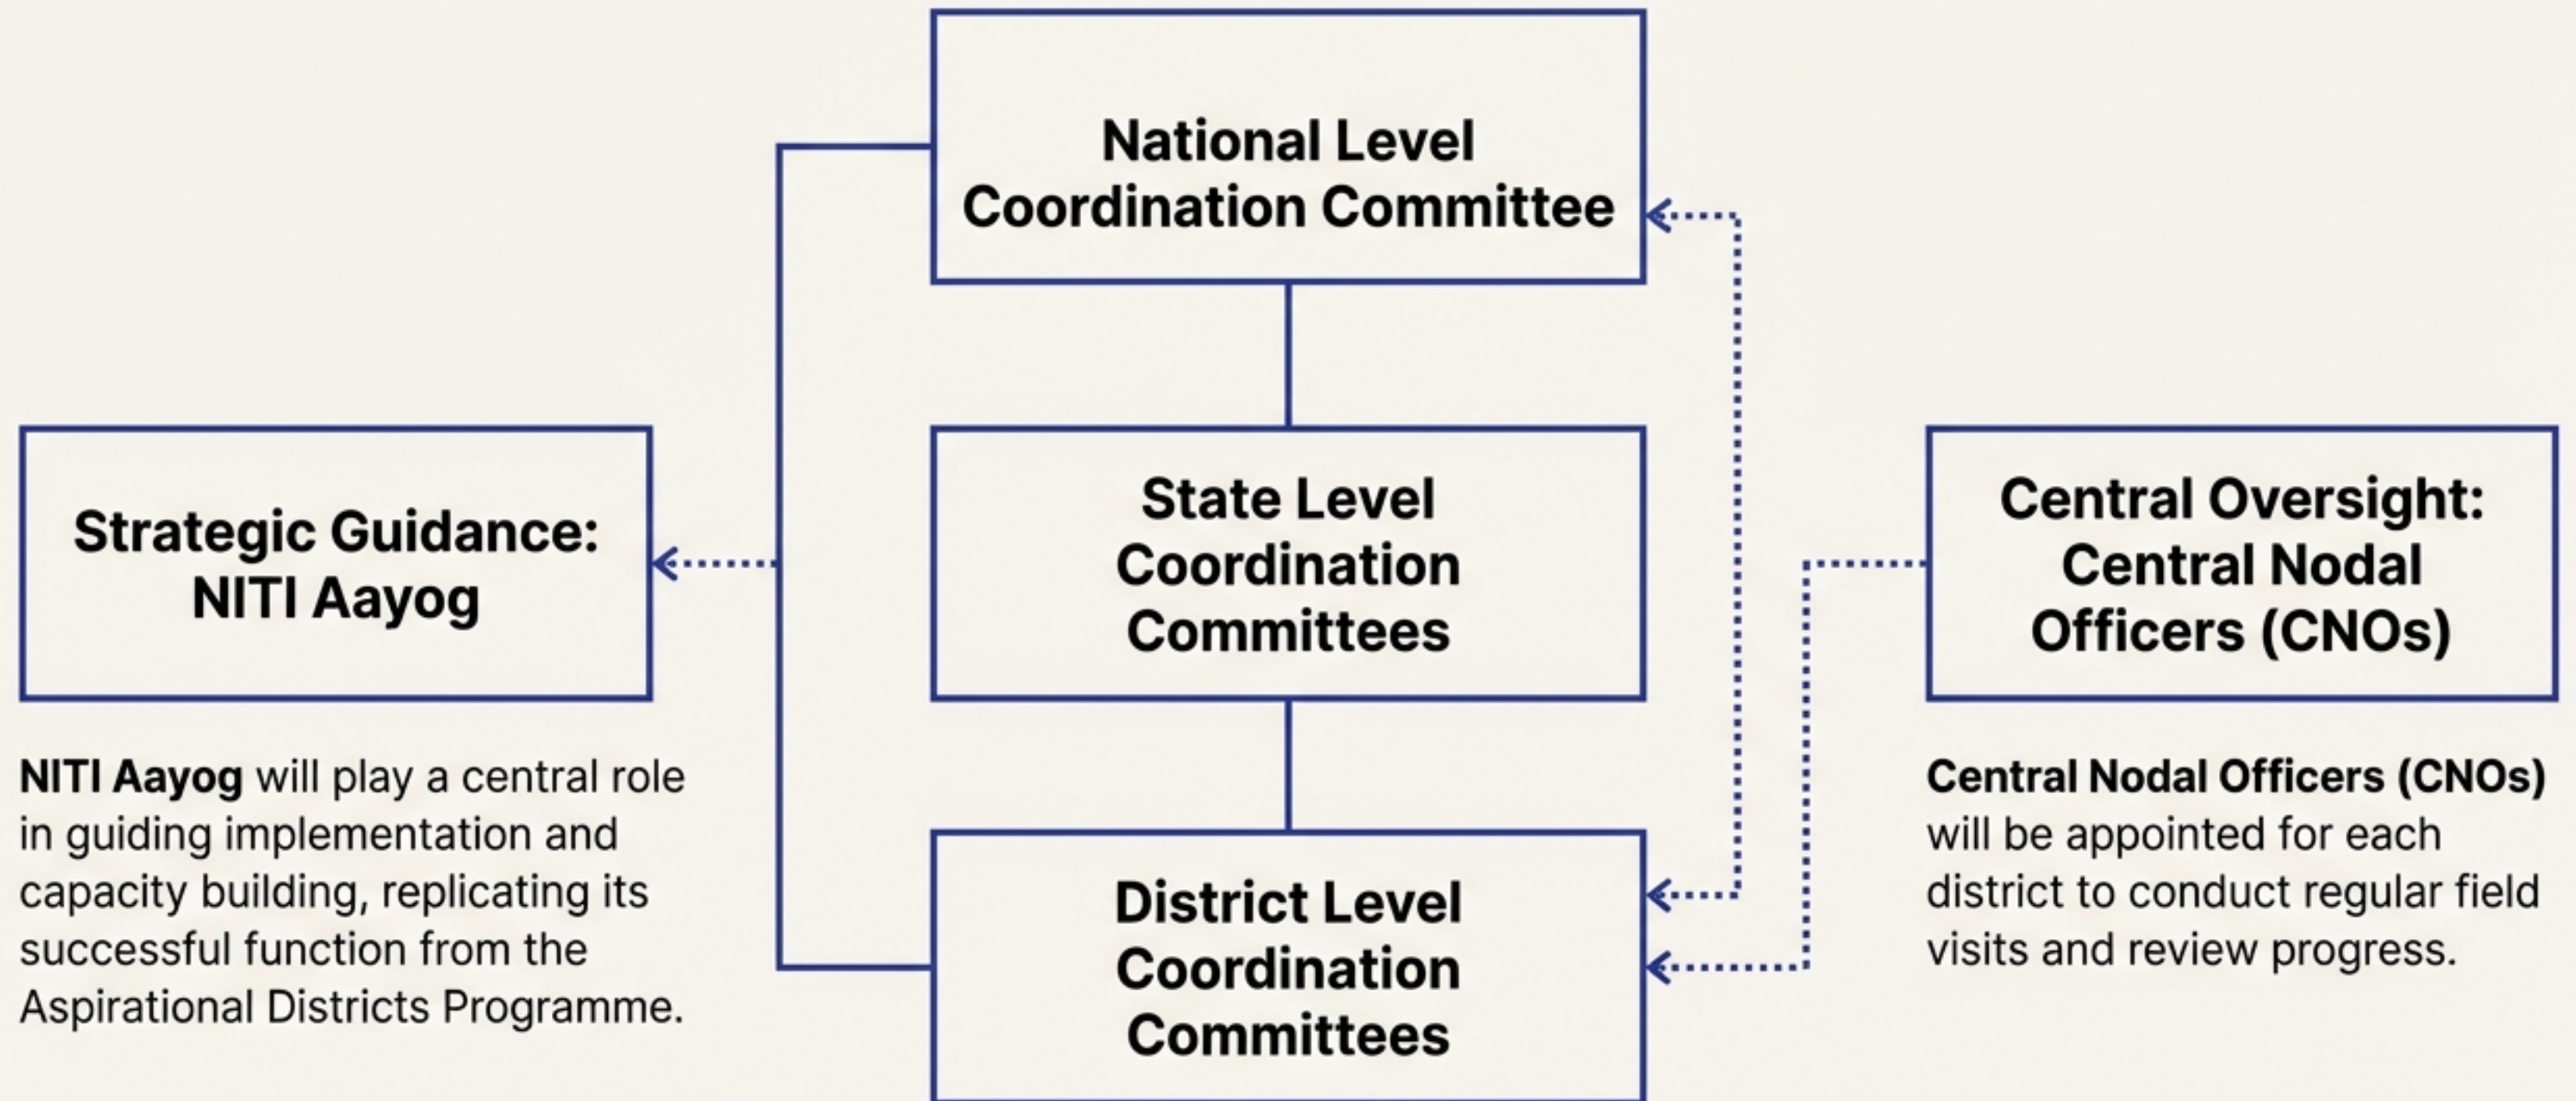 National Level
Coordination Committee
Strategic Guidance:
NITI Aayog
State Level
Coordination
Committees
Central Oversight:
Central Nodal
Officers (CNOs)
NITI Aayog will play a central role
in guiding implementation and
capacity building, replicating its
successful function from the
Aspirational Districts Programme.
District Level
Coordination
Committees
Central Nodal Officers (CNOs)
will be appointed for each
district to conduct regular field
visits and review progress.